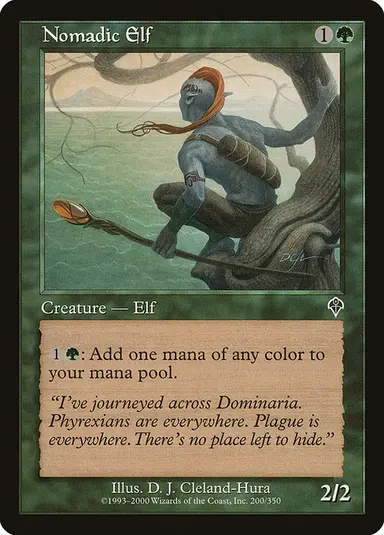 Nomadic Elf 1
Creature — Elf
1 : Add one mana of any color to
your mana pool.
“I’ve journeyed across Dominaria.
Phyrexians are everywhere. Plague is
everywhere. There’s no place left to hide.”
Illus. D. J. Cleland-Hura
©1993–2000 Wizards of the Coast, Inc. 200/350
2/2